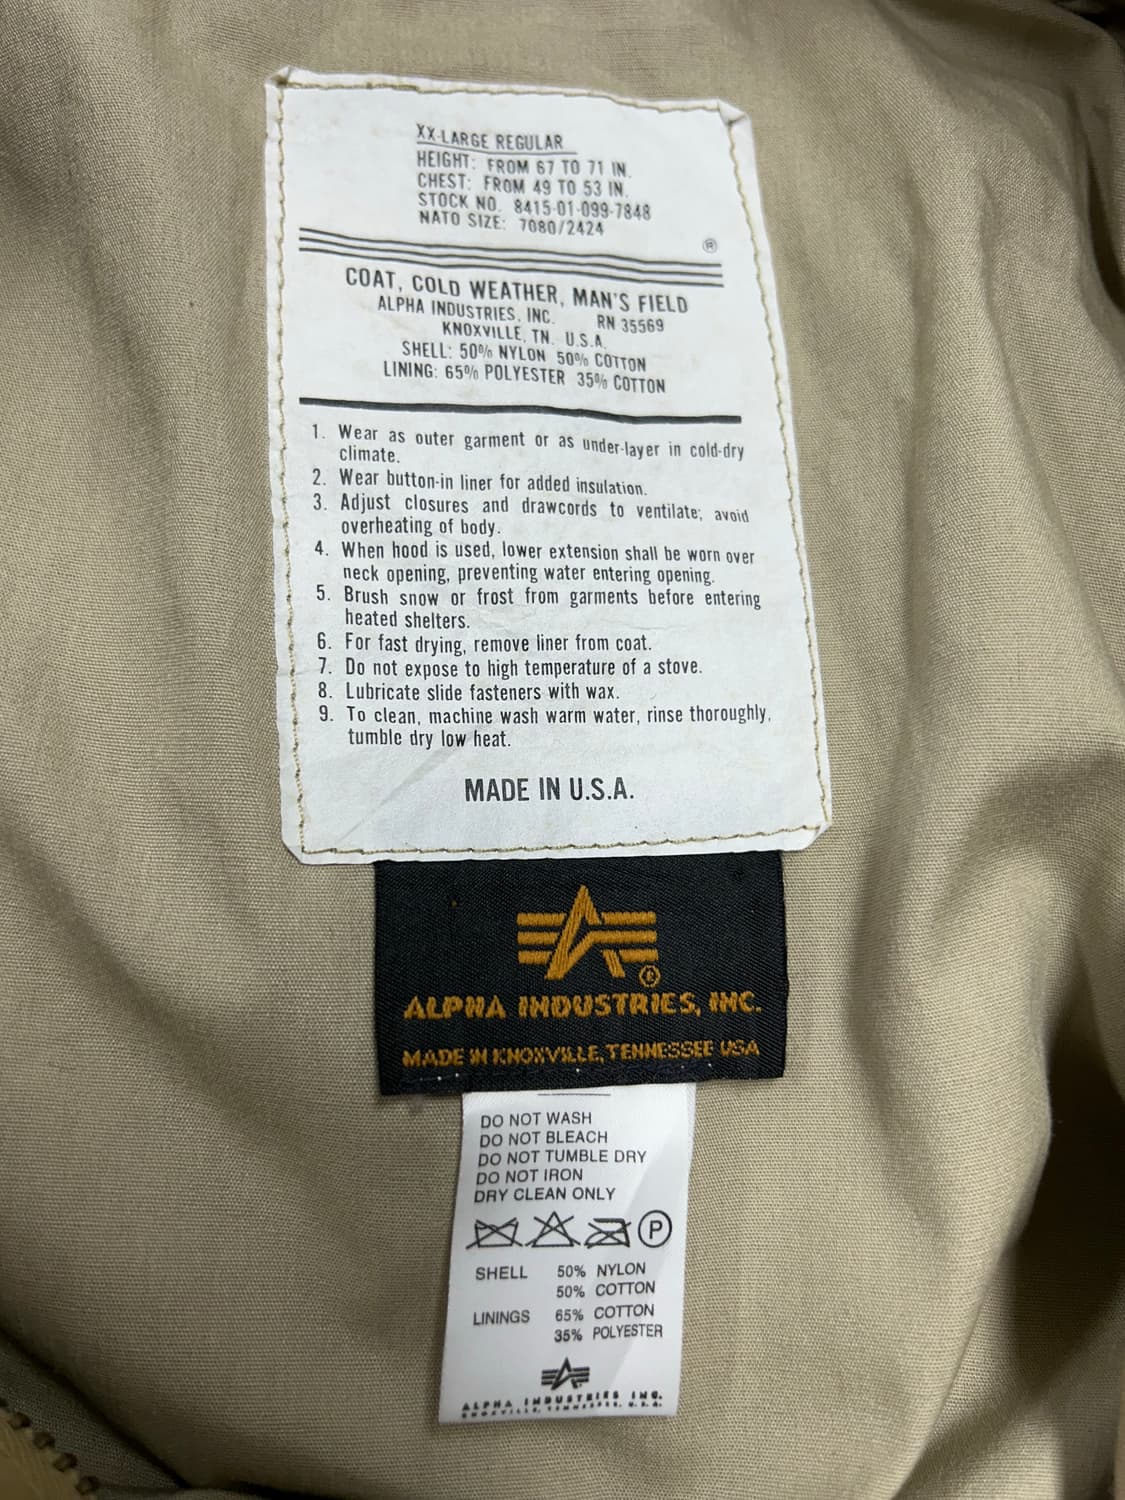 XX-LARGE REGULAR
HEIGHT: FROM 67 TO 71 IN.
CHEST: FROM 49 TO 53 IN.
STOCK NO. 8415-01-099-7848
NATO SIZE: 7080/2424
®
COAT, COLD WEATHER, MAN'S FIELD
ALPHA INDUSTRIES, INC. RN 35569
KNOXVILLE, TN. U.S.A.
SHELL: 50% NYLON 50% COTTON
LINING: 65% POLYESTER 35% COTTON
1. Wear as outer garment or as under-layer in cold-dry
climate.
2. Wear button-in liner for added insulation.
3. Adjust closures and drawcords to ventilate; avoid
overheating of body.
4. When hood is used, lower extension shall be worn over
neck opening, preventing water entering opening.
5. Brush snow or frost from garments before entering
heated shelters.
6. For fast drying, remove liner from coat.
7. Do not expose to high temperature of a stove.
8. Lubricate slide fasteners with wax.
9. To clean, machine wash warm water, rinse thoroughly,
tumble dry low heat.
MADE IN U.S.A.
®
ALPHA INDUSTRIES, INC.
MADE IN KNOXVILLE, TENNESSEE USA
DO NOT WASH
DO NOT BLEACH
DO NOT TUMBLE DRY
DO NOT IRON
DRY CLEAN ONLY
P
SHELL 50% NYLON
50% COTTON
LININGS 65% COTTON
35% POLYESTER
ALPHA INDUSTRIES INC.
KNOXVILLE, TENNESSEE, U.S.A.